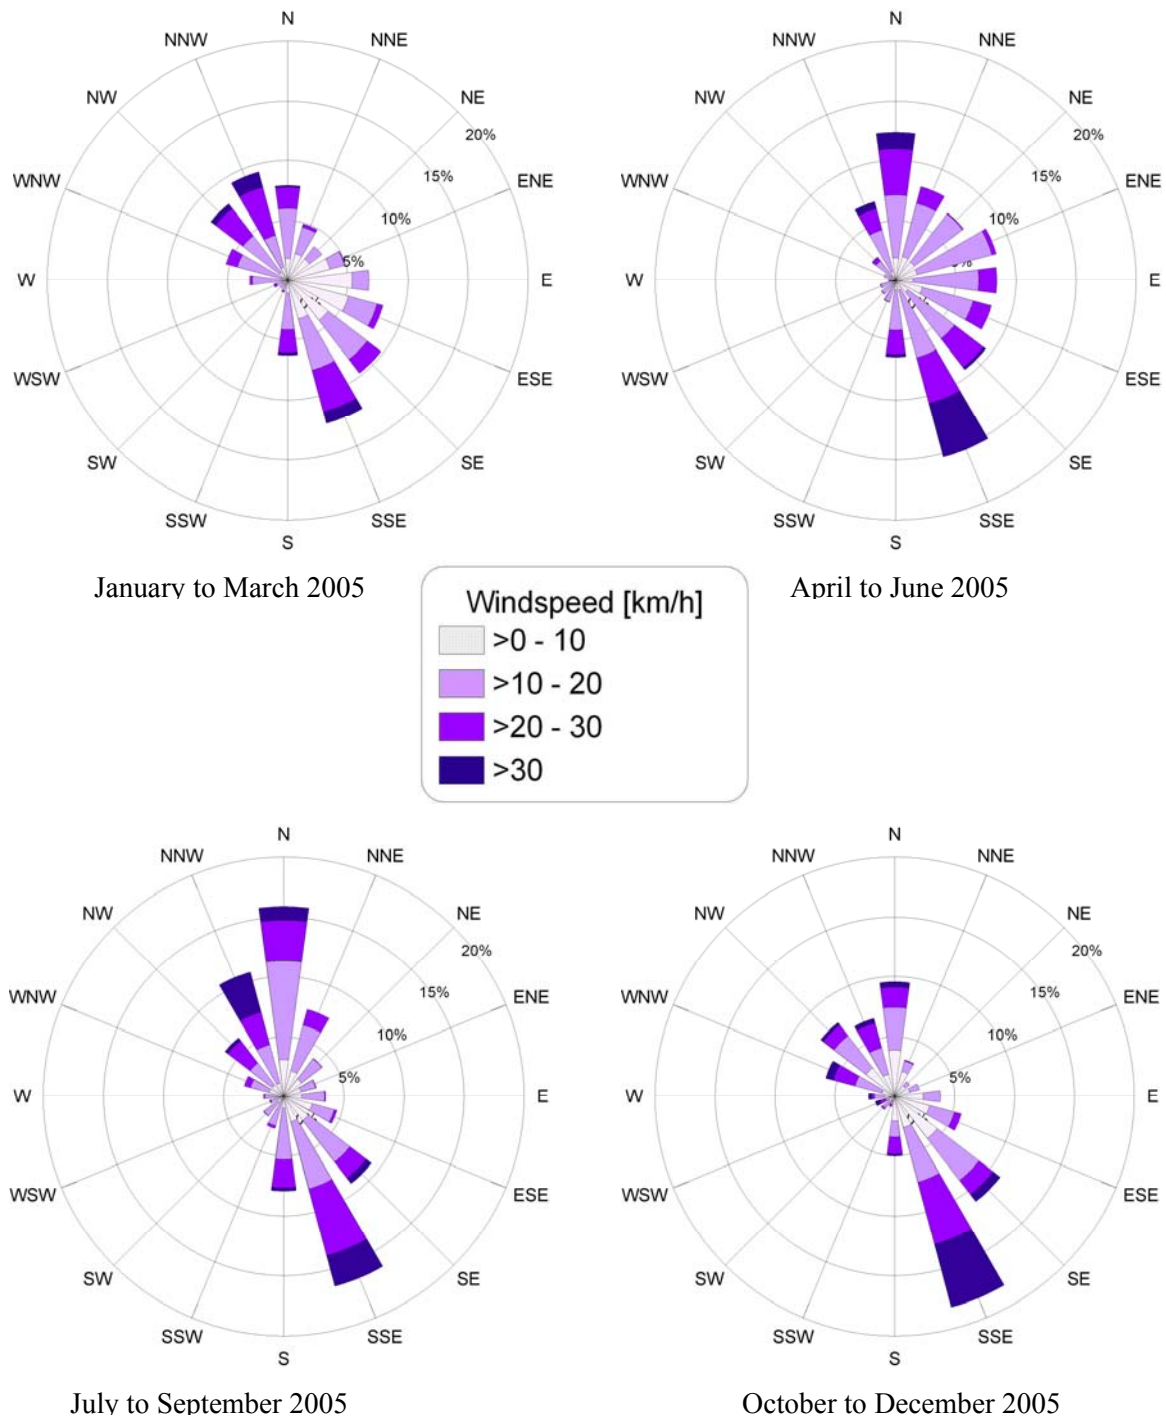 N
NNW
NNE
NW
NE
20%
WNW
15%
ENE
10%
5%
W
E
WSW
ESE
SW
SE
SSW
SSE
S
January to March 2005
N
NNW
NNE
NW
NE
20%
WNW
15%
ENE
10%
W
E
WSW
ESE
SW
SE
SSW
SSE
S
April to June 2005
Windspeed [km/h]
>0 - 10
>10 - 20
>20 - 30
>30
N
NNW
NNE
NW
NE
20%
WNW
15%
ENE
10%
5%
W
E
WSW
ESE
SW
SE
SSW
SSE
S
July to September 2005
N
NNW
NNE
NW
NE
20%
WNW
15%
ENE
10%
5%
W
E
WSW
ESE
SW
SE
SSW
SSE
S
October to December 2005